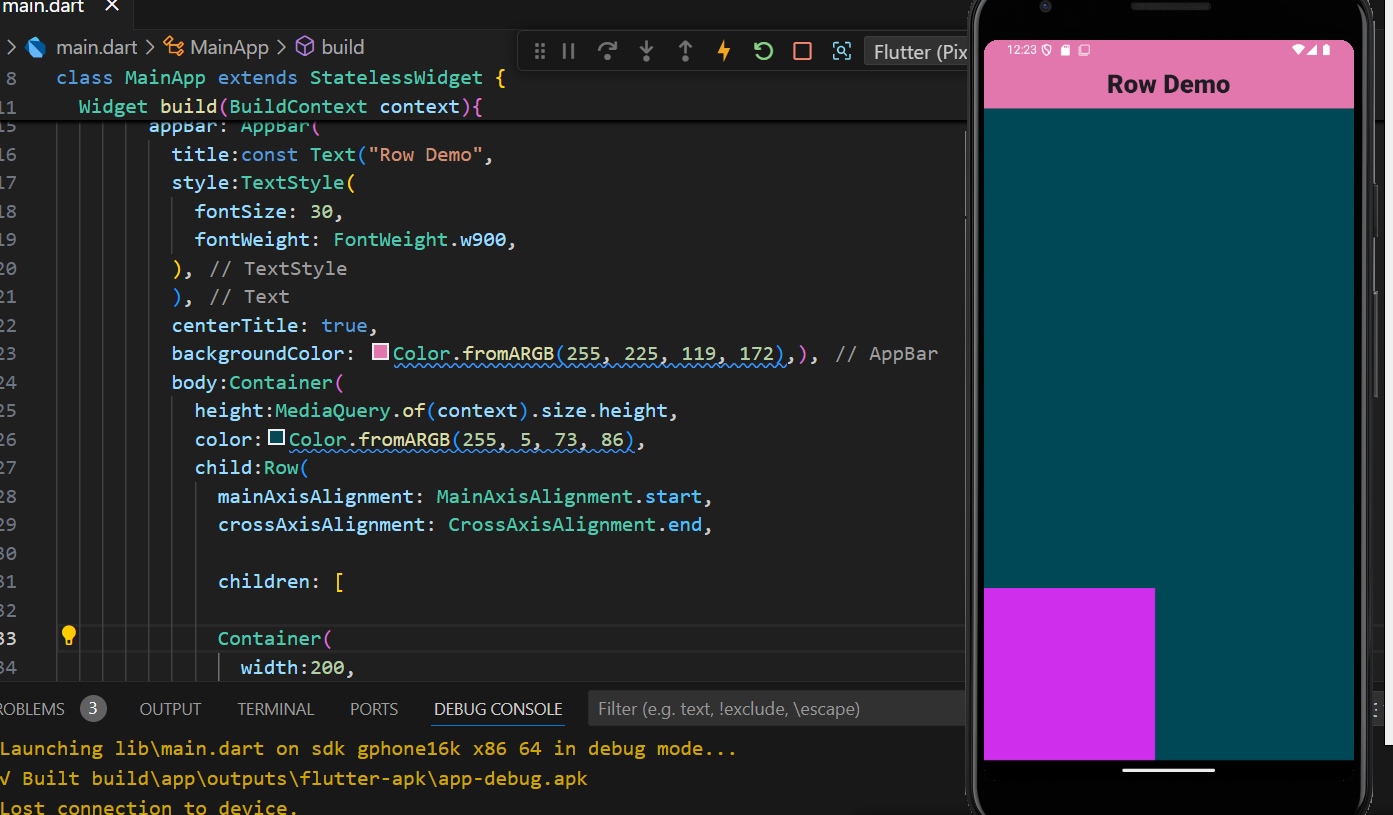 main.dart
main.dart MainApp build
Flutter (Pix
8 class MainApp extends StatelessWidget {
11 Widget build(BuildContext context){
15 appBar: AppBar(
16 title:const Text("Row Demo",
17 style:TextStyle(
18 fontSize: 30,
19 fontWeight: FontWeight.w900,
20 ), // TextStyle
21 ), // Text
22 centerTitle: true,
23 backgroundColor: Color.fromARGB(255, 225, 119, 172),), // AppBar
24 body:Container(
25 height:MediaQuery.of(context).size.height,
26 color:Color.fromARGB(255, 5, 73, 86),
27 child:Row(
28 mainAxisAlignment: MainAxisAlignment.start,
29 crossAxisAlignment: CrossAxisAlignment.end,
30
31 children: [
32
33 Container(
34 width:200,
ROBLEMS 3 OUTPUT TERMINAL PORTS DEBUG CONSOLE Filter (e.g. text, !exclude, \escape)
Launching lib\main.dart on sdk gphone16k x86 64 in debug mode...
√ Built build\app\outputs\flutter-apk\app-debug.apk
Lost connection to device.
12:23
Row Demo